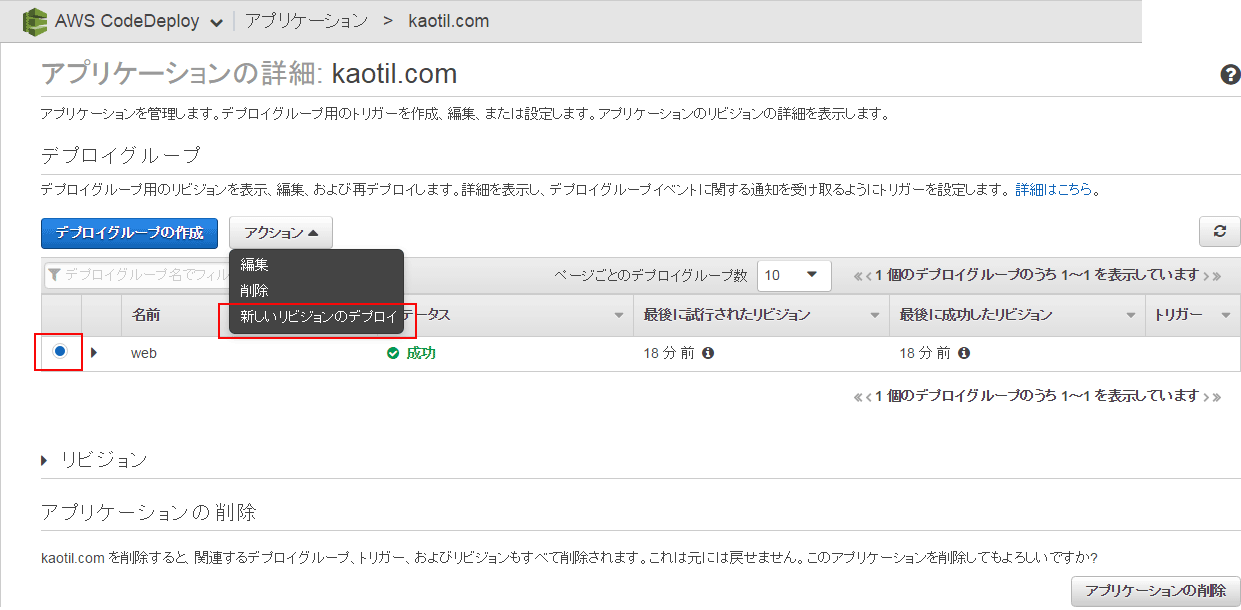 AWS CodeDeploy アプリケーション > kaotil.com
アプリケーションの詳細: kaotil.com
アプリケーションを管理します。デプロイグループ用のトリガーを作成、編集、または設定します。アプリケーションのリビジョンの詳細を表示します。
デプロイグループ
デプロイグループ用のリビジョンを表示、編集、および再デプロイします。詳細を表示し、デプロイグループイベントに関する通知を受け取るようにトリガーを設定します。 詳細はこちら。
デプロイグループの作成 アクション
編集
削除
新しいリビジョンのデプロイ
デプロイグループ名でフィル ページごとのデプロイグループ数 10 « ‹ 1 個のデプロイグループのうち 1～1 を表示しています › »
名前 テータス 最後に試行されたリビジョン 最後に成功したリビジョン トリガー
web 成功 18 分 前 18 分 前
« ‹ 1 個のデプロイグループのうち 1～1 を表示しています › »
リビジョン
アプリケーションの削除
kaotil.com を削除すると、関連するデプロイグループ、トリガー、およびリビジョンもすべて削除されます。これは元には戻せません。このアプリケーションを削除してもよろしいですか?
アプリケーションの削除